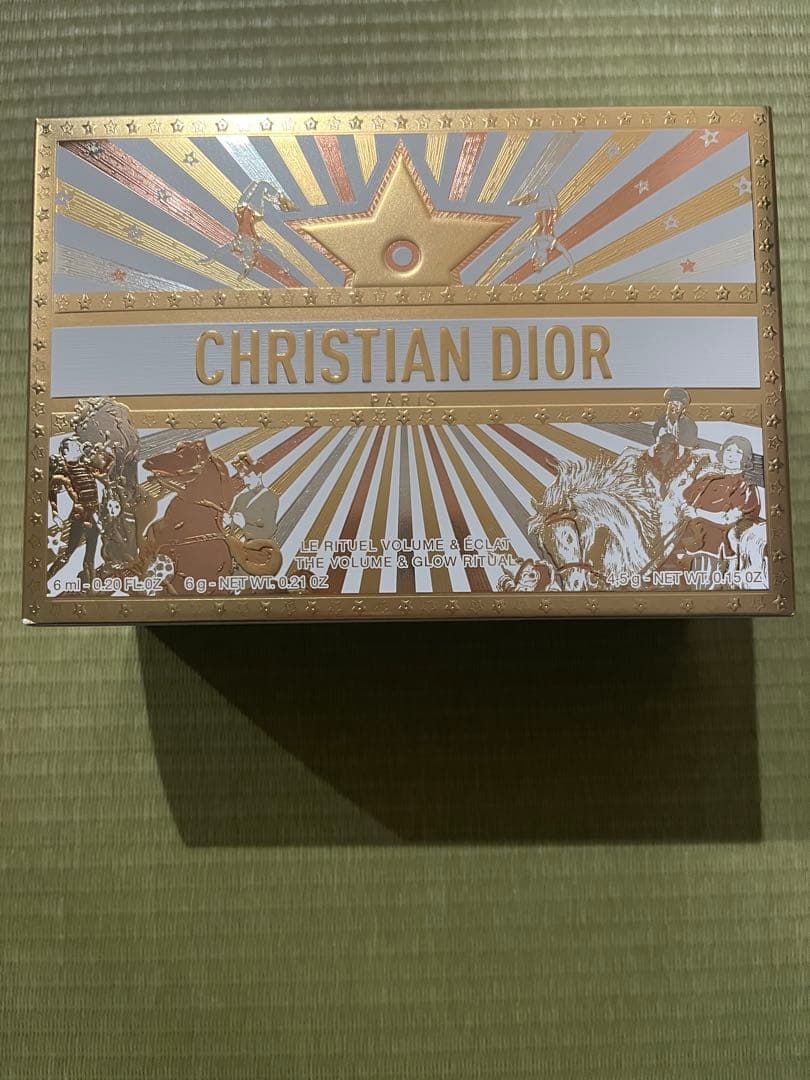 CHRISTIAN DIOR
PARIS
LE RITUEL VOLUME & ÉCLAT
THE VOLUME & GLOW RITUAL
6 ml - 0.20 FL.OZ 6 g - NET WT. 0.21 OZ 4,5 g - NET WT. 0.15 OZ